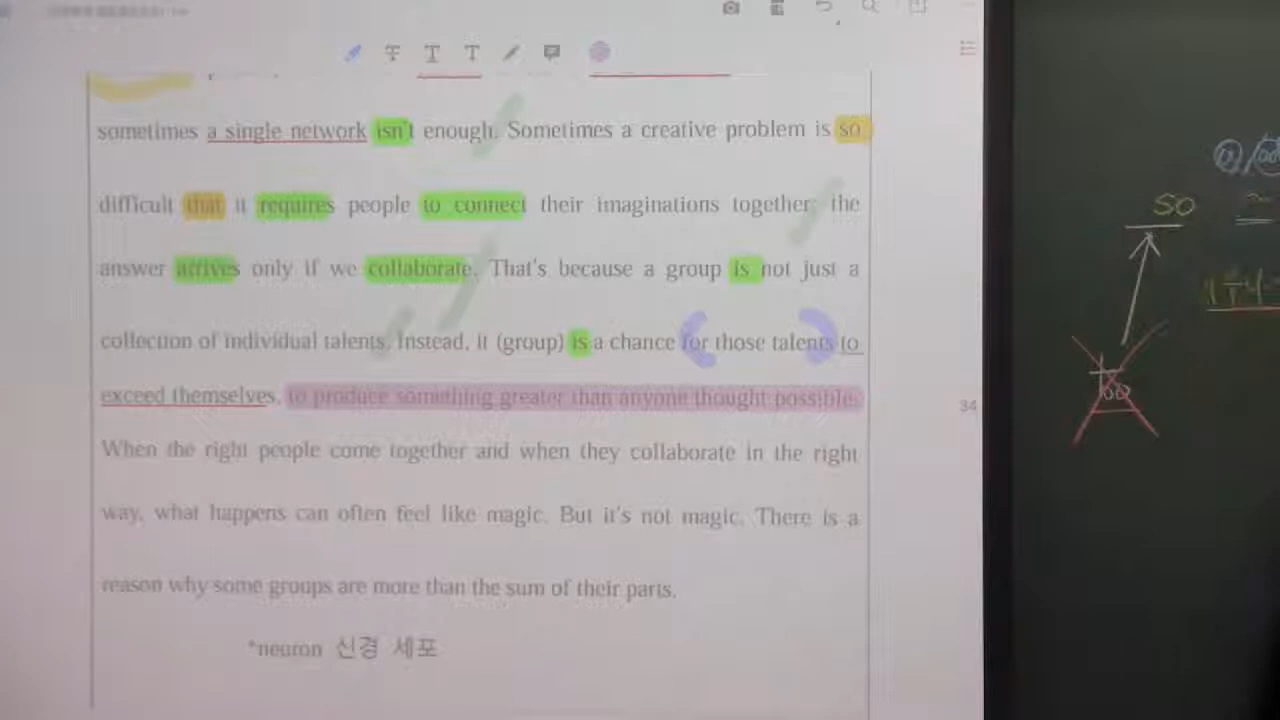 sometimes a single network isn't enough. Sometimes a creative problem is so
difficult that it requires people to connect their imaginations together; the
answer arrives only if we collaborate. That's because a group is not just a
collection of individual talents. Instead, it (group) is a chance for those talents to
exceed themselves, to produce something greater than anyone thought possible.
When the right people come together and when they collaborate in the right
way, what happens can often feel like magic. But it's not magic. There is a
reason why some groups are more than the sum of their parts.
*neuron 신경 세포
34
so
too